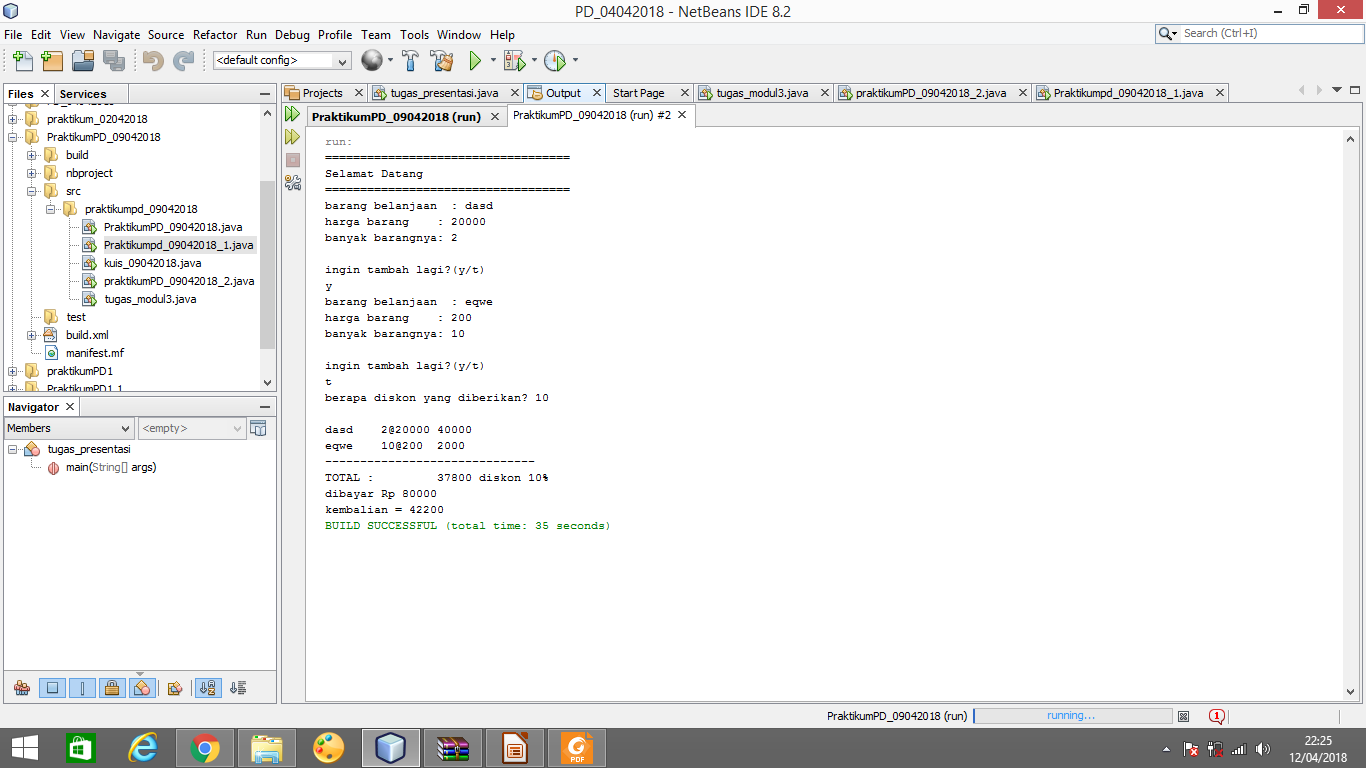 PD_04042018 - NetBeans IDE 8.2
File Edit View Navigate Source Refactor Run Debug Profile Team Tools Window Help
Search (Ctrl+I)
<default config>
Files Services
Projects tugas_presentasi.java Output Start Page tugas_modul3.java praktikumPD_09042018_2.java Praktikumpd_09042018_1.java
PraktikumPD_09042018 (run) PraktikumPD_09042018 (run) #2
praktikum_02042018
PraktikumPD_09042018
build
nbproject
src
praktikumpd_09042018
PraktikumPD_09042018.java
Praktikumpd_09042018_1.java
kuis_09042018.java
praktikumPD_09042018_2.java
tugas_modul3.java
test
build.xml
manifest.mf
praktikumPD1
PraktikumPD1_1
Navigator
Members <empty>
tugas_presentasi
main(String[] args)
run:
===================================
Selamat Datang
===================================
barang belanjaan  : dasd
harga barang    : 20000
banyak barangnya: 2
ingin tambah lagi?(y/t)
y
barang belanjaan  : eqwe
harga barang    : 200
banyak barangnya: 10
ingin tambah lagi?(y/t)
t
berapa diskon yang diberikan? 10
dasd    2@20000 40000
eqwe    10@200  2000
------------------------------
TOTAL :         37800 diskon 10%
dibayar Rp 80000
kembalian = 42200
BUILD SUCCESSFUL (total time: 35 seconds)
PraktikumPD_09042018 (run) running... 1
PDF
22:25
12/04/2018